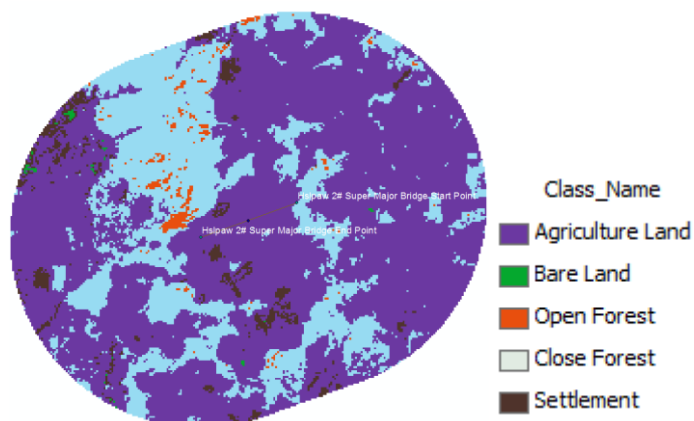 Hsipaw 2# Super Major Bridge Start Point
Hsipaw 2# Super Major Bridge End Point
Class_Name
Agriculture Land
Bare Land
Open Forest
Close Forest
Settlement